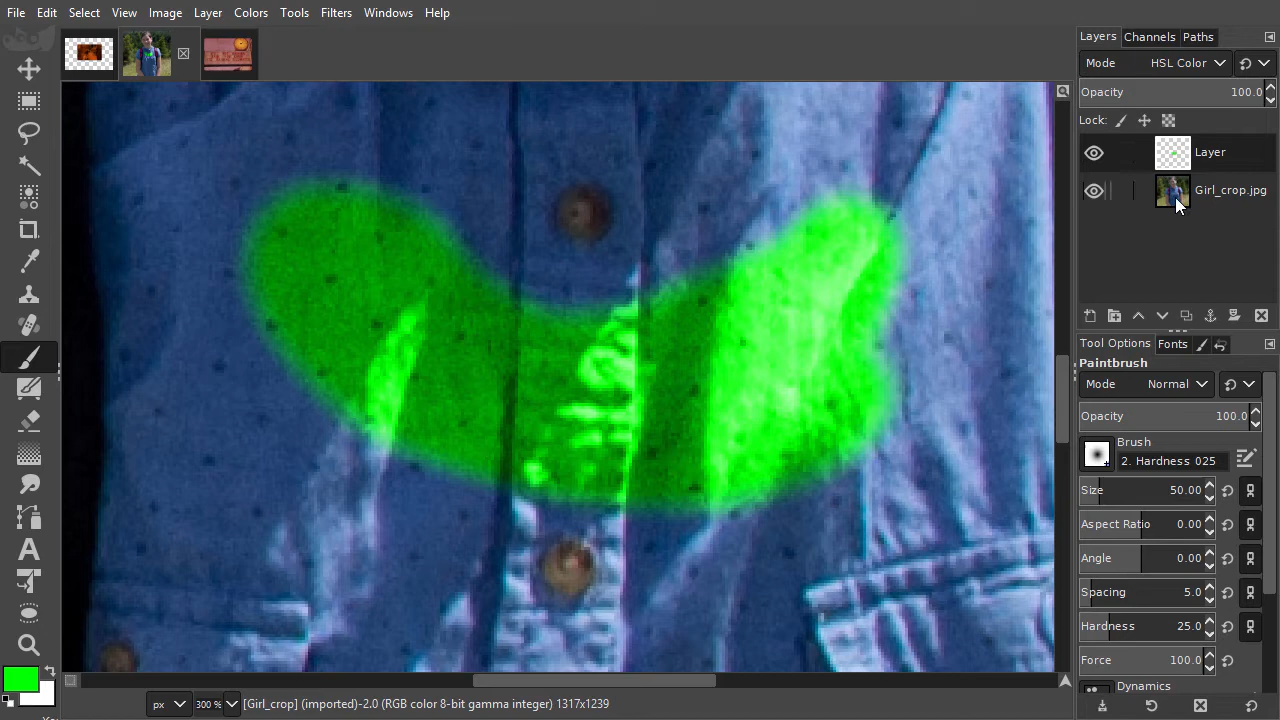 File Edit Select View Image Layer Colors Tools Filters Windows Help
Layers Channels Paths
Mode HSL Color
Opacity 100.0
Lock:
Layer
Girl_crop.jpg
Tool Options Fonts
Paintbrush
Mode Normal
Opacity 100.0
Brush
2. Hardness 025
Size 50.00
Aspect Ratio 0.00
Angle 0.00
Spacing 5.0
Hardness 25.0
Force 100.0
Dynamics
px 300 % [Girl_crop] (imported)-2.0 (RGB color 8-bit gamma integer) 1317x1239